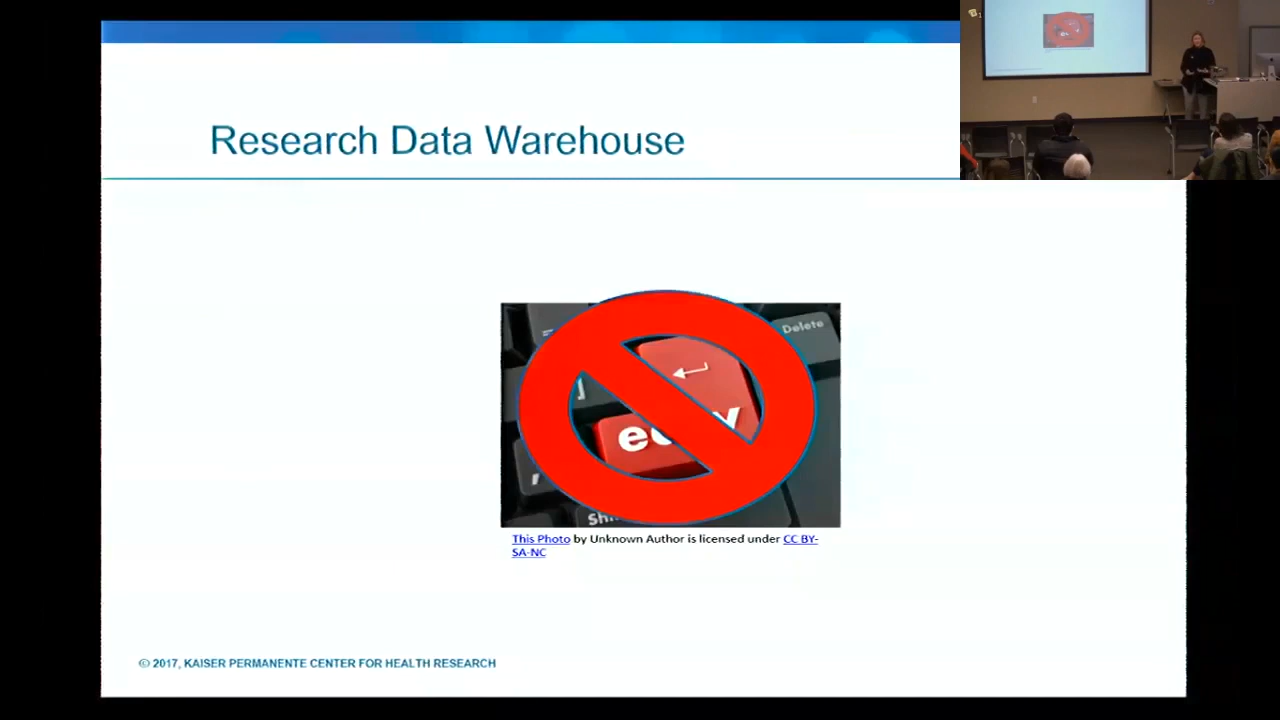 Research Data Warehouse
Delete
This Photo by Unknown Author is licensed under CC BY-
SA-NC
© 2017, KAISER PERMANENTE CENTER FOR HEALTH RESEARCH